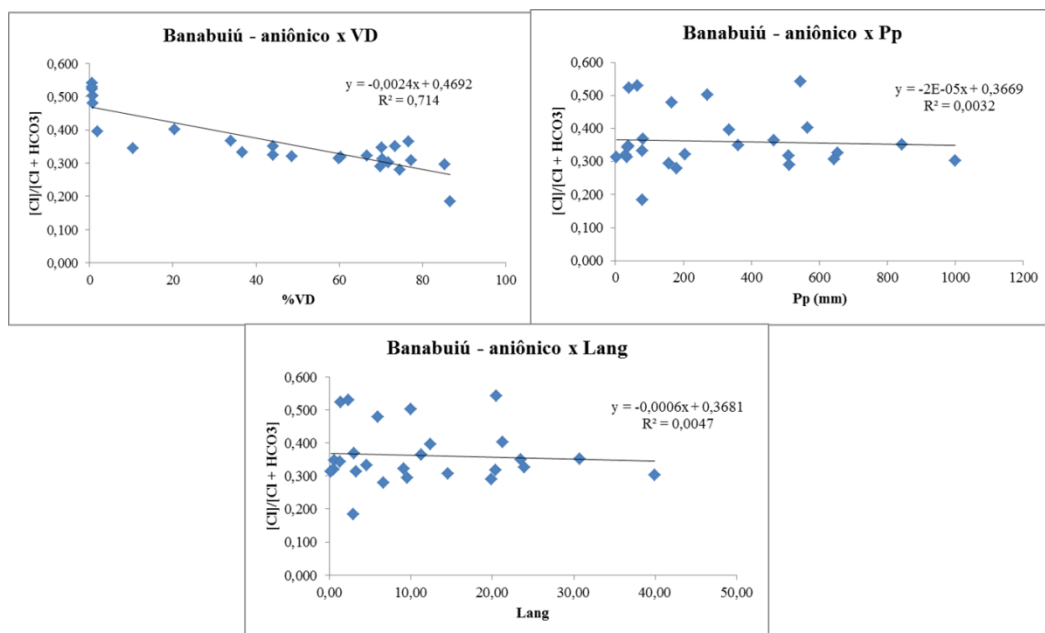 Banabuiú - aniônico x VD
y = -0,0024x + 0,4692
R² = 0,714
[Cl]/[Cl + HCO3]
0,600
0,500
0,400
0,300
0,200
0,100
0,000
0 20 40 60 80 100
%VD
Banabuiú - aniônico x Pp
y = -2E-05x + 0,3669
R² = 0,0032
[Cl]/[Cl + HCO3]
0,600
0,500
0,400
0,300
0,200
0,100
0,000
0 200 400 600 800 1000 1200
Pp (mm)
Banabuiú - aniônico x Lang
y = -0,0006x + 0,3681
R² = 0,0047
[Cl]/[Cl + HCO3]
0,600
0,500
0,400
0,300
0,200
0,100
0,000
0,00 10,00 20,00 30,00 40,00 50,00
Lang